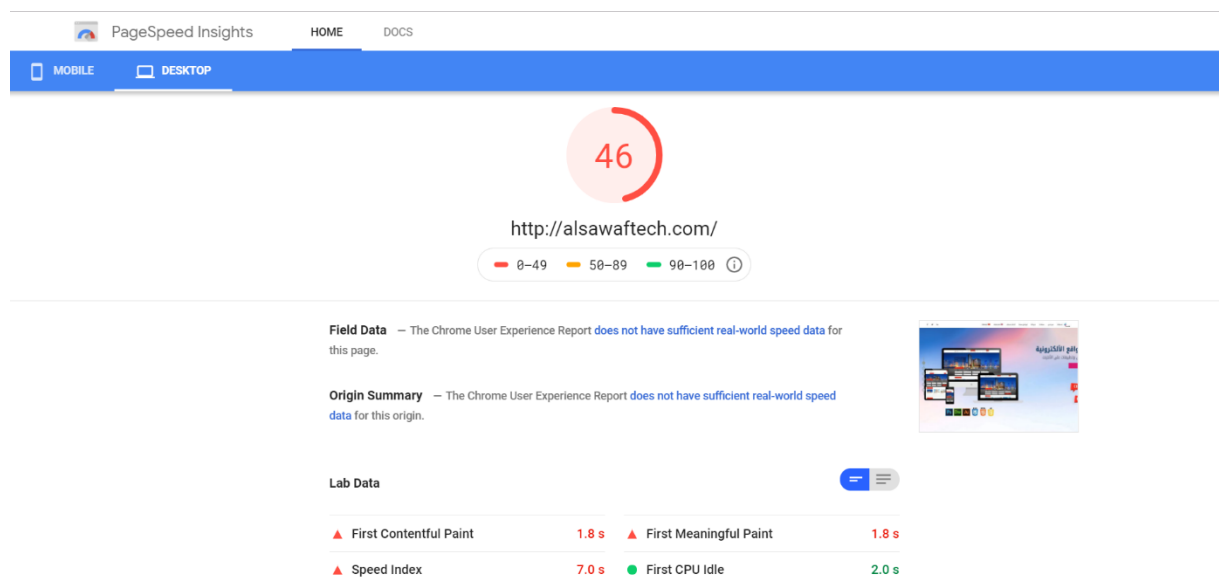 PageSpeed Insights HOME DOCS
MOBILE DESKTOP
46
http://alsawaftech.com/
0–49 50–89 90–100
Field Data — The Chrome User Experience Report does not have sufficient real-world speed data for
this page.
Origin Summary — The Chrome User Experience Report does not have sufficient real-world speed
data for this origin.
Lab Data
First Contentful Paint 1.8 s First Meaningful Paint 1.8 s
Speed Index 7.0 s First CPU Idle 2.0 s